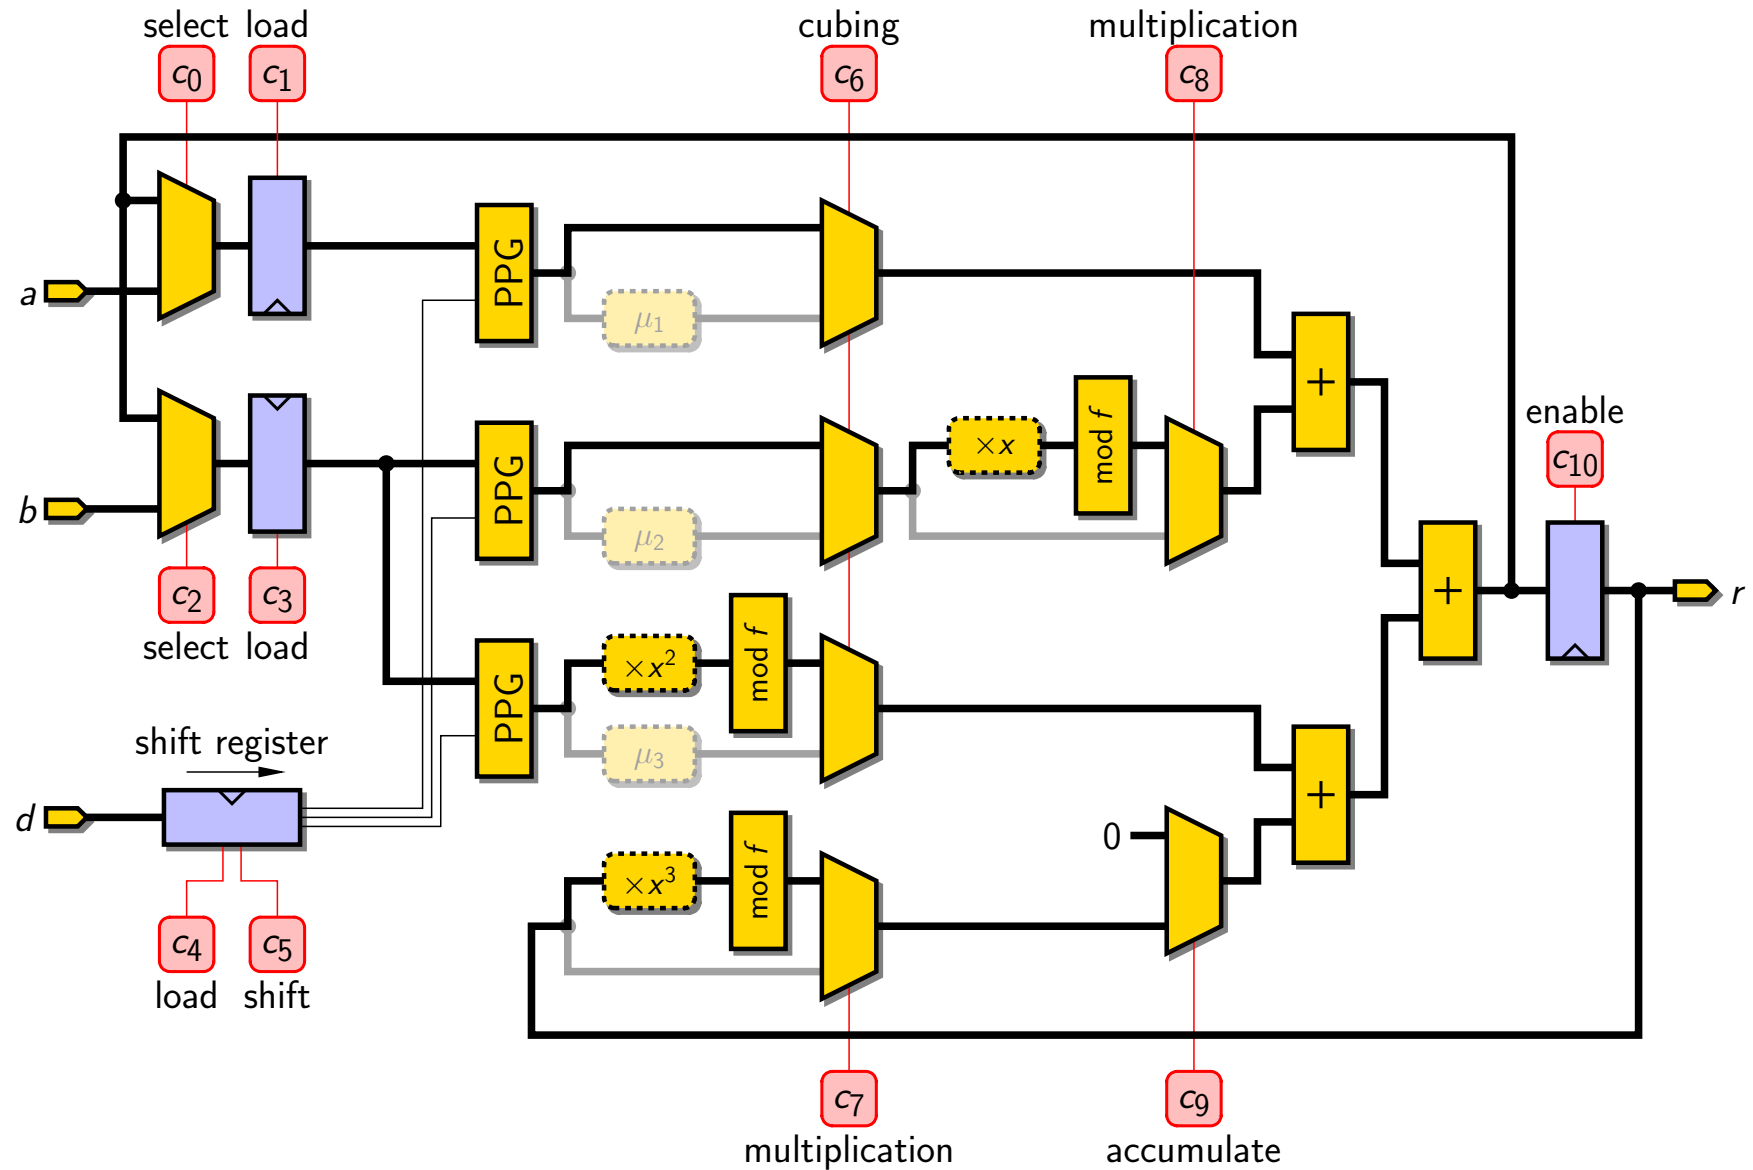 select load cubing multiplication
c0 c1 c6 c8
PPG
a
μ1
+
enable
×x
mod f
c10
PPG
b
μ2
c2 c3
+
r
select load
×x2
mod f
PPG
shift register
μ3
+
d
0
×x3
mod f
c4 c5
load shift
c7 c9
multiplication accumulate